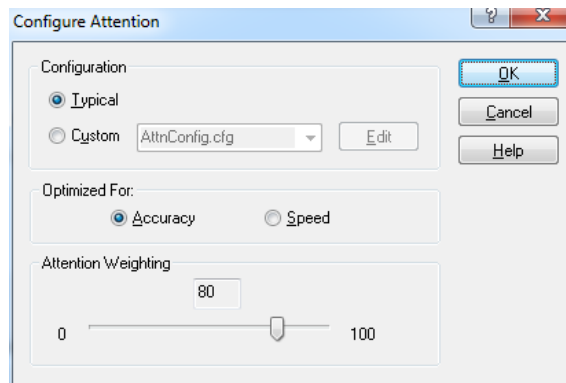 Configure Attention
?
X
Configuration
Typical
Custom
AttnConfig.cfg
Edit
OK
Cancel
Help
Optimized For:
Accuracy
Speed
Attention Weighting
80
0
100